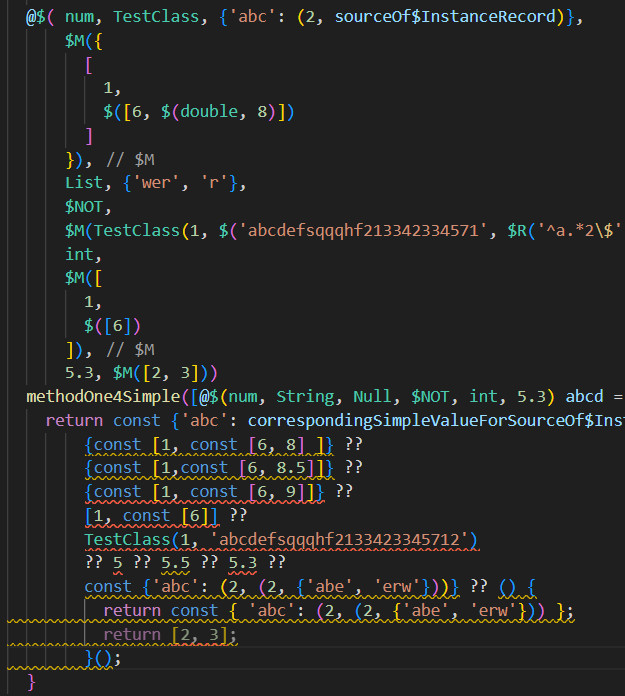 @$( num, TestClass, {'abc': (2, sourceOf$InstanceRecord)},
$M({
[
1,
$([6, $(double, 8)])
]
}), // $M
List, {'wer', 'r'},
$NOT,
$M(TestClass(1, $('abcdefsqqqhf213342334571', $R('^a.*2\$'
int,
$M([
1,
$([6])
]), // $M
5.3, $M([2, 3]))
methodOne4Simple([@$(num, String, Null, $NOT, int, 5.3) abcd =
return const {'abc': correspondingSimpleValueForSourceOf$Inst
{const [1, const [6, 8] ]} ??
{const [1,const [6, 8.5]]} ??
{const [1, const [6, 9]]} ??
[1, const [6]] ??
TestClass(1, 'abcdefsqqqhf2133423345712')
?? 5 ?? 5.5 ?? 5.3 ??
const {'abc': (2, (2, {'abe', 'erw'}))} ?? () {
return const { 'abc': (2, (2, {'abe', 'erw'})) };
return [2, 3];
}();
}